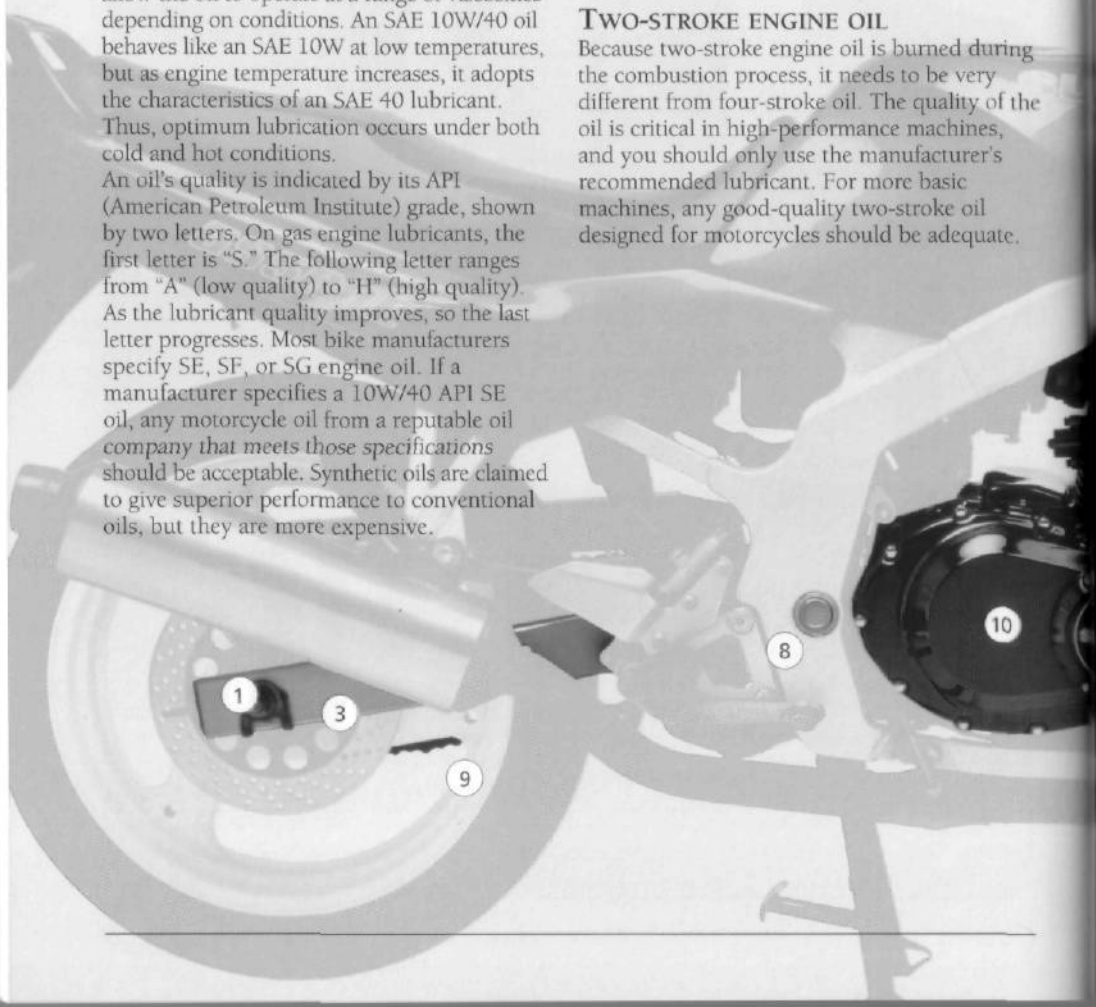 depending on conditions. An SAE 10W/40 oil
behaves like an SAE 10W at low temperatures,
but as engine temperature increases, it adopts
the characteristics of an SAE 40 lubricant.
Thus, optimum lubrication occurs under both
cold and hot conditions.
An oil's quality is indicated by its API
(American Petroleum Institute) grade, shown
by two letters. On gas engine lubricants, the
first letter is "S." The following letter ranges
from "A" (low quality) to "H" (high quality).
As the lubricant quality improves, so the last
letter progresses. Most bike manufacturers
specify SE, SF, or SG engine oil. If a
manufacturer specifies a 10W/40 API SE
oil, any motorcycle oil from a reputable oil
company that meets those specifications
should be acceptable. Synthetic oils are claimed
to give superior performance to conventional
oils, but they are more expensive.
TWO-STROKE ENGINE OIL
Because two-stroke engine oil is burned during
the combustion process, it needs to be very
different from four-stroke oil. The quality of the
oil is critical in high-performance machines,
and you should only use the manufacturer's
recommended lubricant. For more basic
machines, any good-quality two-stroke oil
designed for motorcycles should be adequate.
1
3
9
8
10